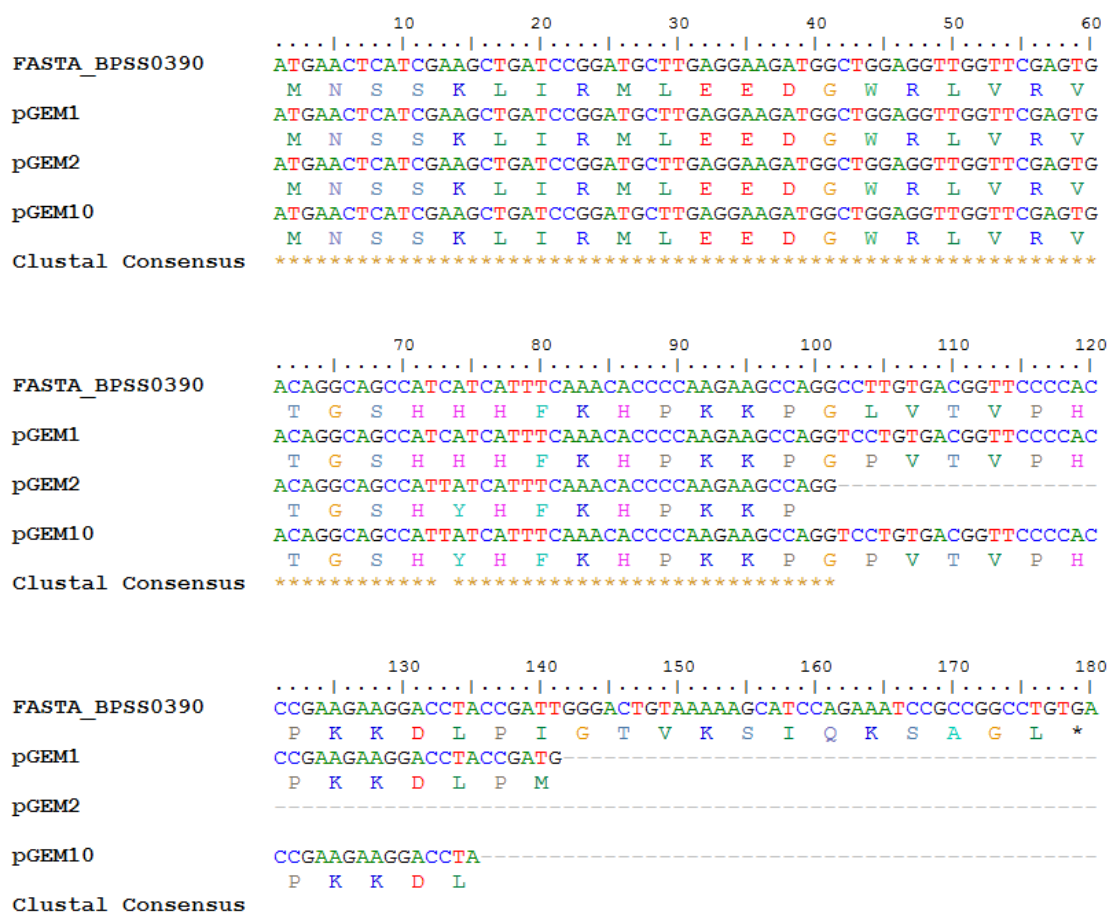 10 20 30 40 50 60
....|....|....|....|....|....|....|....|....|....|....|....|
FASTA_BPSS0390 ATGAACTCATCGAAGCTGATCCGGATGCTTGAGGAAGATGGCTGGAGGTTGGTTCGAGTG
M N S S K L I R M L E E D G W R L V R V
pGEM1 ATGAACTCATCGAAGCTGATCCGGATGCTTGAGGAAGATGGCTGGAGGTTGGTTCGAGTG
M N S S K L I R M L E E D G W R L V R V
pGEM2 ATGAACTCATCGAAGCTGATCCGGATGCTTGAGGAAGATGGCTGGAGGTTGGTTCGAGTG
M N S S K L I R M L E E D G W R L V R V
pGEM10 ATGAACTCATCGAAGCTGATCCGGATGCTTGAGGAAGATGGCTGGAGGTTGGTTCGAGTG
M N S S K L I R M L E E D G W R L V R V
Clustal Consensus ************************************************************
70 80 90 100 110 120
....|....|....|....|....|....|....|....|....|....|....|....|
FASTA_BPSS0390 ACAGGCAGCCATCATCATTTCAAACACCCCAAGAAGCCAGGCCTTGTGACGGTTCCCCAC
T G S H H H F K H P K K P G L V T V P H
pGEM1 ACAGGCAGCCATCATCATTTCAAACACCCCAAGAAGCCAGGTCCTGTGACGGTTCCCCAC
T G S H H H F K H P K K P G P V T V P H
pGEM2 ACAGGCAGCCATTATCATTTCAAACACCCCAAGAAGCCAGG-------------------
T G S H Y H F K H P K K P
pGEM10 ACAGGCAGCCATTATCATTTCAAACACCCCAAGAAGCCAGGTCCTGTGACGGTTCCCCAC
T G S H Y H F K H P K K P G P V T V P H
Clustal Consensus ************ ****************************
130 140 150 160 170 180
....|....|....|....|....|....|....|....|....|....|....|....|
FASTA_BPSS0390 CCGAAGAAGGACCTACCGATTGGGACTGTAAAAAGCATCCAGAAATCCGCCGGCCTGTGA
P K K D L P I G T V K S I Q K S A G L *
pGEM1 CCGAAGAAGGACCTACCGATG---------------------------------------
P K K D L P M
pGEM2 ------------------------------------------------------------
pGEM10 CCGAAGAAGGACCTA---------------------------------------------
P K K D L
Clustal Consensus